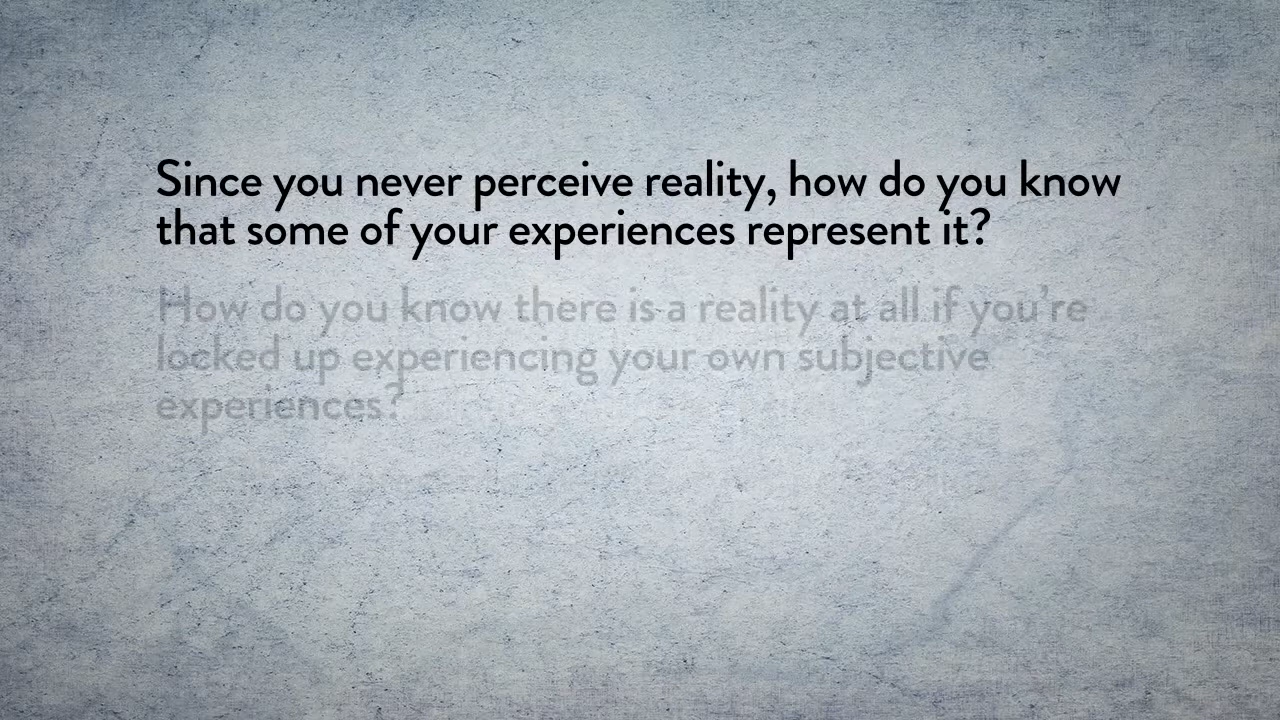 Since you never perceive reality, how do you know
that some of your experiences represent it?
How do you know there is a reality at all if you’re
locked up experiencing your own subjective
experiences?